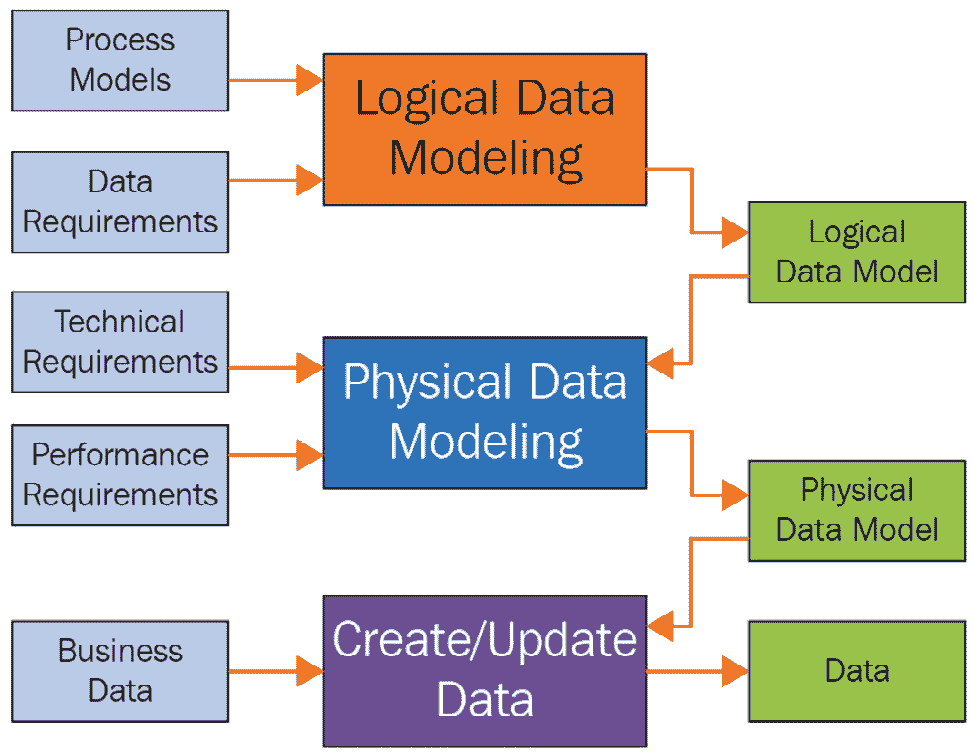 Process
Models
Logical Data
Modeling
Data
Requirements
Logical
Data Model
Technical
Requirements
Physical Data
Modeling
Performance
Requirements
Physical
Data Model
Business
Data
Create/Update
Data
Data